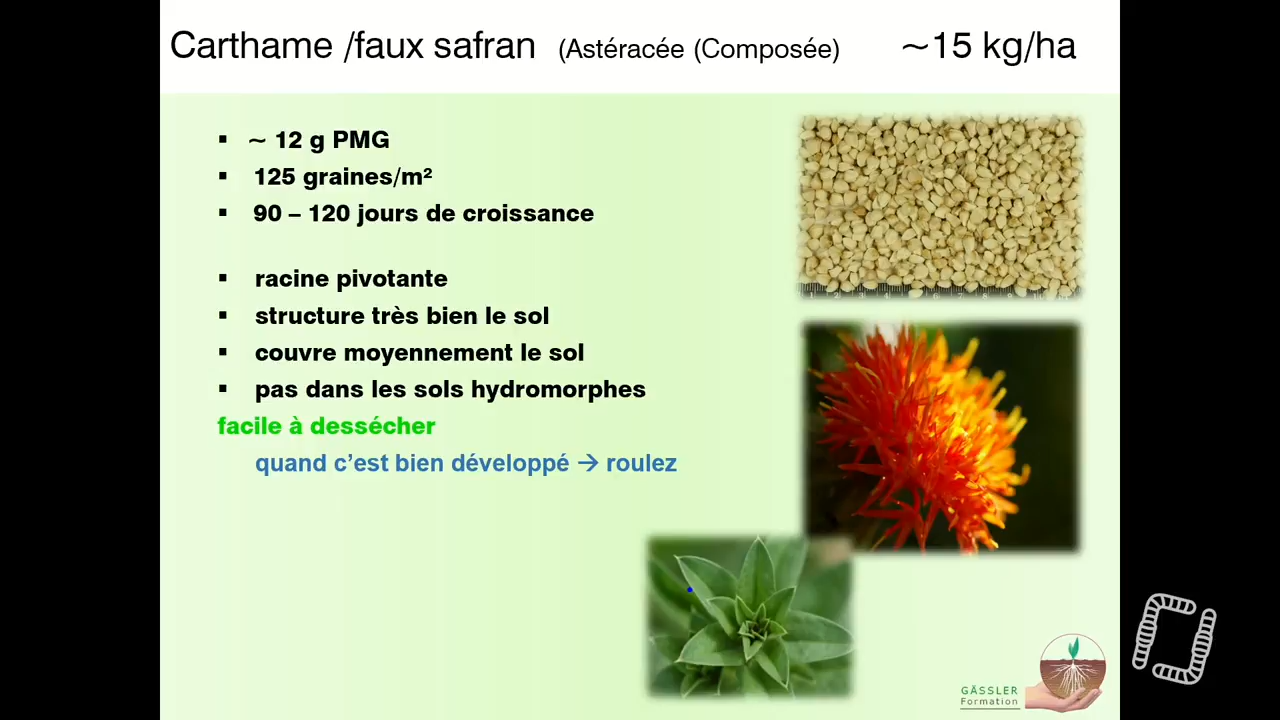 Carthame /faux safran (Astéracée (Composée) ~15 kg/ha
~ 12 g PMG
125 graines/m²
90 – 120 jours de croissance
racine pivotante
structure très bien le sol
couvre moyennement le sol
pas dans les sols hydromorphes
facile à dessécher
quand c’est bien développé → roulez
GÄSSLER
Formation